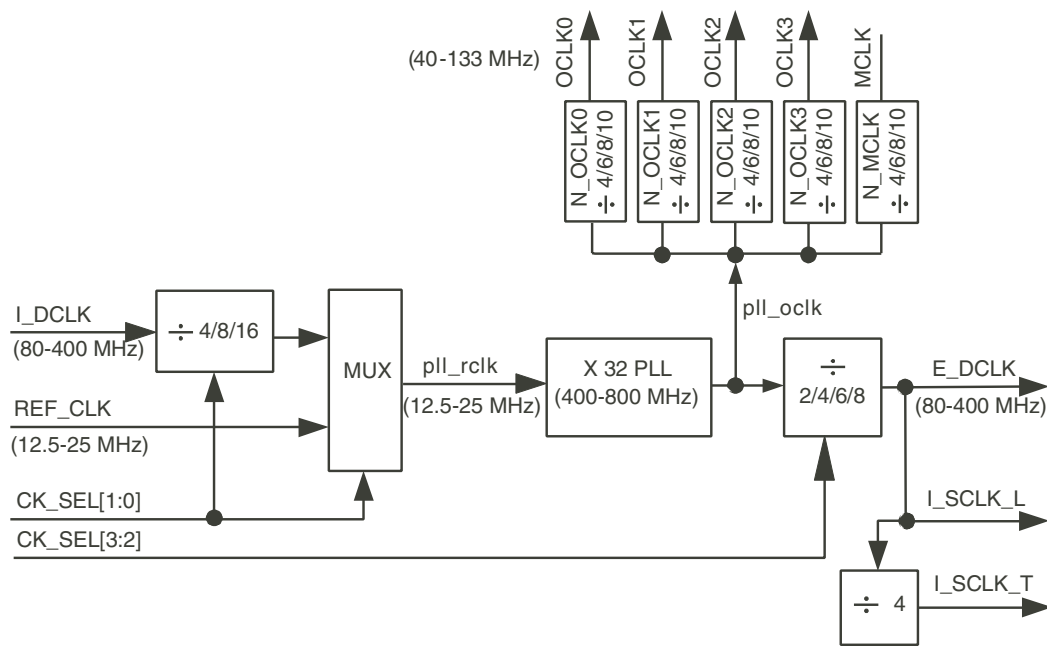 (40-133 MHz)
OCLK0
OCLK1
OCLK2
OCLK3
MCLK
N_OCLK0
÷ 4/6/8/10
N_OCLK1
÷ 4/6/8/10
N_OCLK2
÷ 4/6/8/10
N_OCLK3
÷ 4/6/8/10
N_MCLK
÷ 4/6/8/10
pll_oclk
I_DCLK
(80-400 MHz)
÷ 4/8/16
MUX
pll_rclk
(12.5-25 MHz)
X 32 PLL
(400-800 MHz)
÷
2/4/6/8
E_DCLK
(80-400 MHz)
REF_CLK
(12.5-25 MHz)
CK_SEL[1:0]
CK_SEL[3:2]
I_SCLK_L
÷ 4
I_SCLK_T